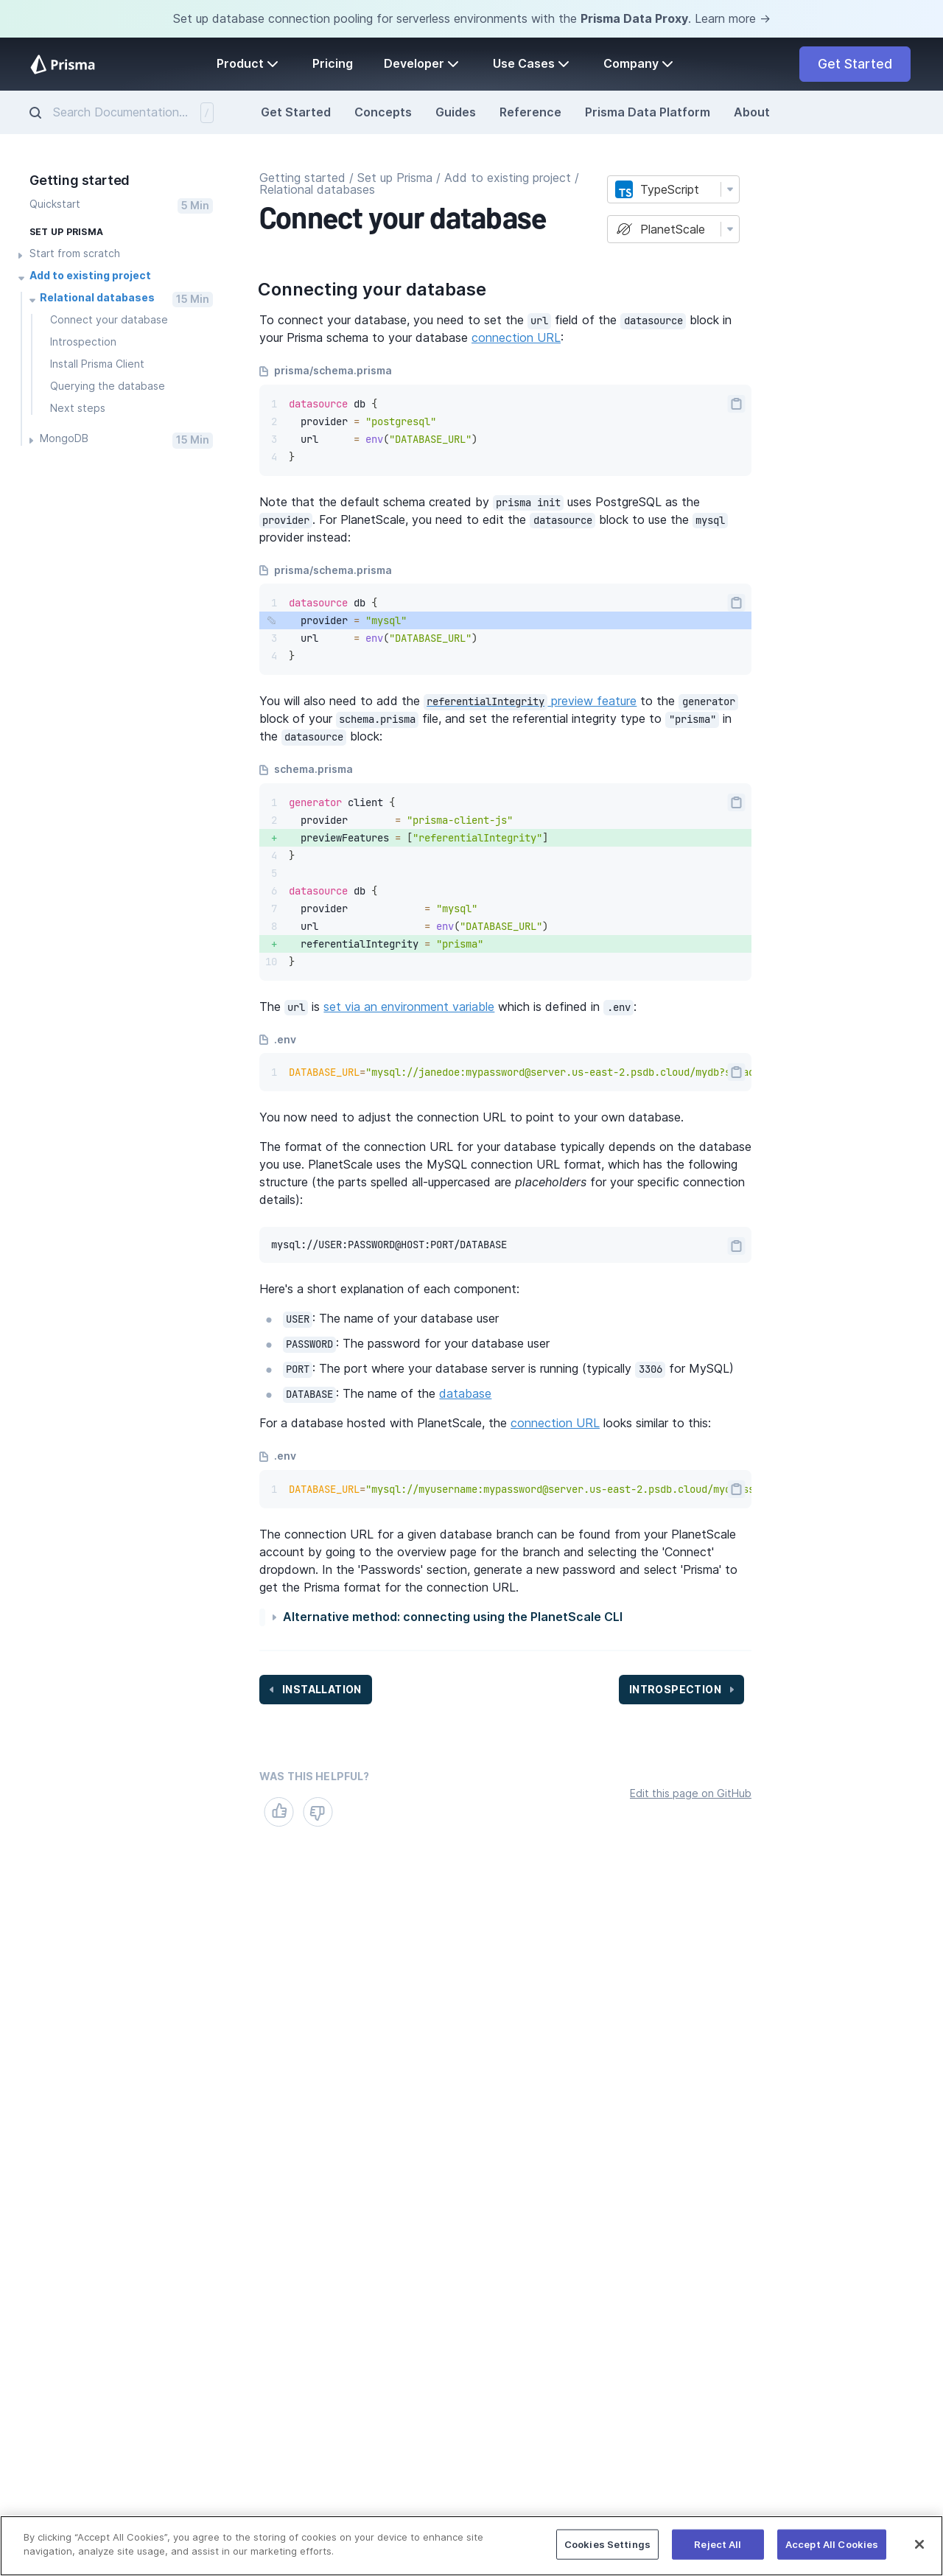 Set up database connection pooling for serverless environments with the Prisma Data Proxy. Learn more →
Prisma
Product
Pricing
Developer
Use Cases
Company
Get Started
Search Documentation...
/
Get Started
Concepts
Guides
Reference
Prisma Data Platform
About
Getting started
Quickstart
5 Min
SET UP PRISMA
Start from scratch
Add to existing project
Relational databases
15 Min
Connect your database
Introspection
Install Prisma Client
Querying the database
Next steps
MongoDB
15 Min
Getting started / Set up Prisma / Add to existing project /
Relational databases
Connect your database
TS TypeScript
PlanetScale
Connecting your database
To connect your database, you need to set the url field of the datasource block in
your Prisma schema to your database connection URL:
prisma/schema.prisma
1 datasource db {
2   provider = "postgresql"
3   url      = env("DATABASE_URL")
4 }
Note that the default schema created by prisma init uses PostgreSQL as the
provider. For PlanetScale, you need to edit the datasource block to use the mysql
provider instead:
prisma/schema.prisma
1 datasource db {
  provider = "mysql"
3   url      = env("DATABASE_URL")
4 }
You will also need to add the referentialIntegrity preview feature to the generator
block of your schema.prisma file, and set the referential integrity type to "prisma" in
the datasource block:
schema.prisma
1 generator client {
2   provider        = "prisma-client-js"
+   previewFeatures = ["referentialIntegrity"]
4 }
5
6 datasource db {
7   provider             = "mysql"
8   url                  = env("DATABASE_URL")
+   referentialIntegrity = "prisma"
10 }
The url is set via an environment variable which is defined in .env:
.env
1 DATABASE_URL="mysql://janedoe:mypassword@server.us-east-2.psdb.cloud/mydb?
You now need to adjust the connection URL to point to your own database.
The format of the connection URL for your database typically depends on the database
you use. PlanetScale uses the MySQL connection URL format, which has the following
structure (the parts spelled all-uppercased are placeholders for your specific connection
details):
mysql://USER:PASSWORD@HOST:PORT/DATABASE
Here's a short explanation of each component:
USER: The name of your database user
PASSWORD: The password for your database user
PORT: The port where your database server is running (typically 3306 for MySQL)
DATABASE: The name of the database
For a database hosted with PlanetScale, the connection URL looks similar to this:
.env
1 DATABASE_URL="mysql://myusername:mypassword@server.us-east-2.psdb.cloud/
The connection URL for a given database branch can be found from your PlanetScale
account by going to the overview page for the branch and selecting the 'Connect'
dropdown. In the 'Passwords' section, generate a new password and select 'Prisma' to
get the Prisma format for the connection URL.
Alternative method: connecting using the PlanetScale CLI
INSTALLATION
INTROSPECTION
WAS THIS HELPFUL?
Edit this page on GitHub
By clicking "Accept All Cookies", you agree to the storing of cookies on your device to enhance site
navigation, analyze site usage, and assist in our marketing efforts.
Cookies Settings
Reject All
Accept All Cookies